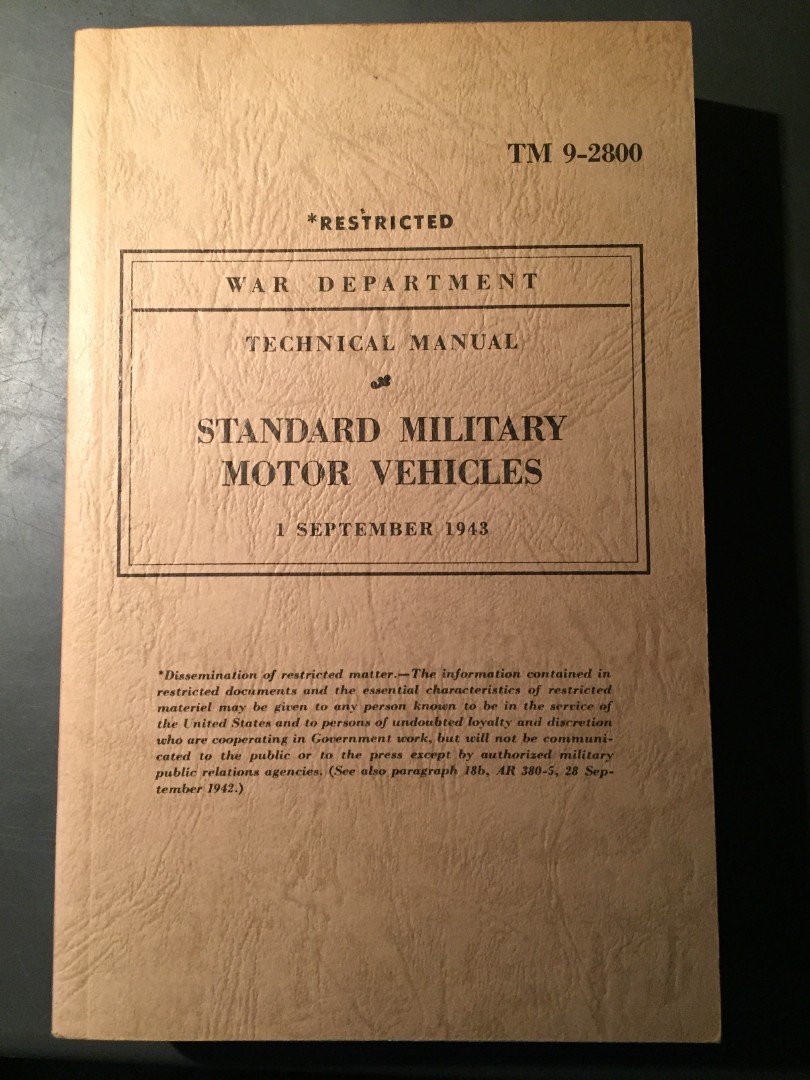 TM 9-2800
*RESTRICTED
WAR DEPARTMENT
TECHNICAL MANUAL
STANDARD MILITARY
MOTOR VEHICLES
1 SEPTEMBER 1943
*Dissemination of restricted matter.—The information contained in
restricted documents and the essential characteristics of restricted
materiel may be given to any person known to be in the service of
the United States and to persons of undoubted loyalty and discretion
who are cooperating in Government work, but will not be communi-
cated to the public or to the press except by authorized military
public relations agencies. (See also paragraph 18b, AR 380-5, 28 Sep-
tember 1942.)